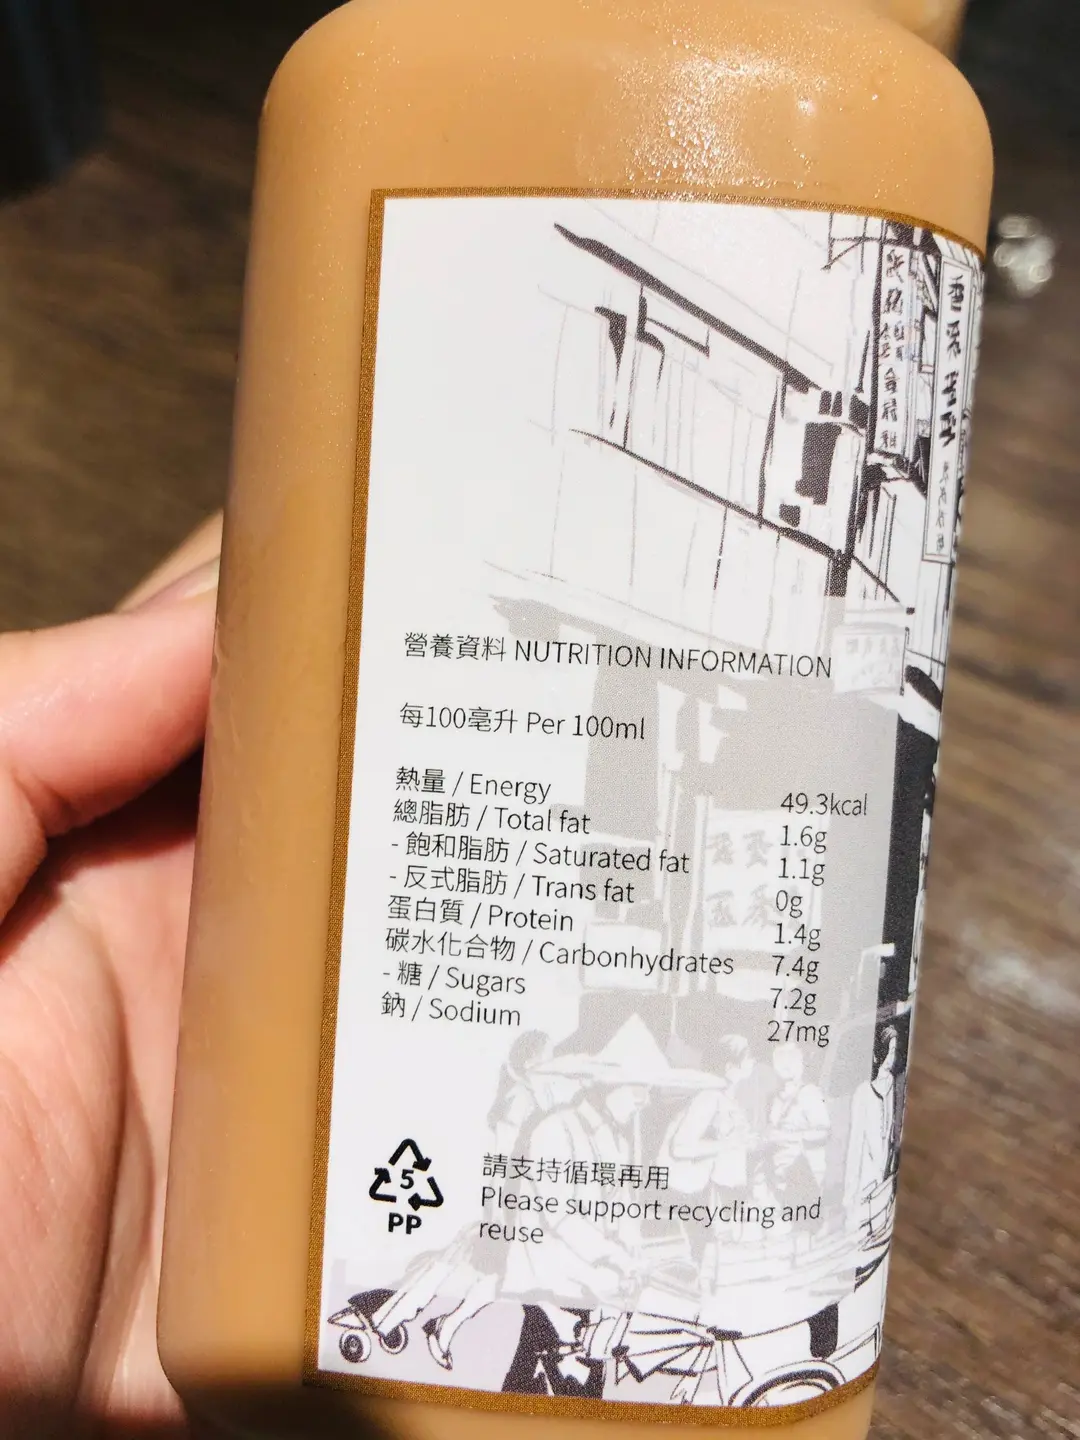 營養資料 NUTRITION INFORMATION
每100毫升 Per 100ml
熱量 / Energy 49.3kcal
總脂肪 / Total fat 1.6g
- 飽和脂肪 / Saturated fat 1.1g
- 反式脂肪 / Trans fat 0g
蛋白質 / Protein 1.4g
碳水化合物 / Carbonhydrates 7.4g
- 糖 / Sugars 7.2g
鈉 / Sodium 27mg
5
PP
請支持循環再用
Please support recycling and
reuse